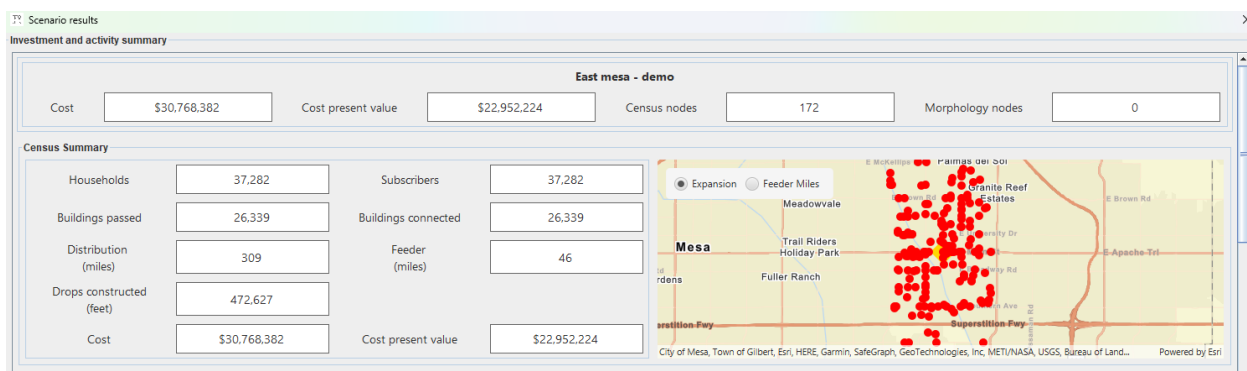 Scenario results
Investment and activity summary
East mesa - demo
Cost $30,768,382 Cost present value $22,952,224 Census nodes 172 Morphology nodes 0
Census Summary
Households 37,282 Subscribers 37,282
Buildings passed 26,339 Buildings connected 26,339
Distribution
(miles) 309 Feeder
(miles) 46
Drops constructed
(feet) 472,627
Cost $30,768,382 Cost present value $22,952,224
E McKellips
Palmas del Sol
Expansion Feeder Miles
Granite Reef
Estates
Meadowvale
E Brown Rd
Mesa
Trail Riders
Holiday Park
E Apache Trl
Fuller Ranch
Superstition Fwy
City of Mesa, Town of Gilbert, Esri, HERE, Garmin, SafeGraph, GeoTechnologies, Inc, METI/NASA, USGS, Bureau of Land... Powered by Esri